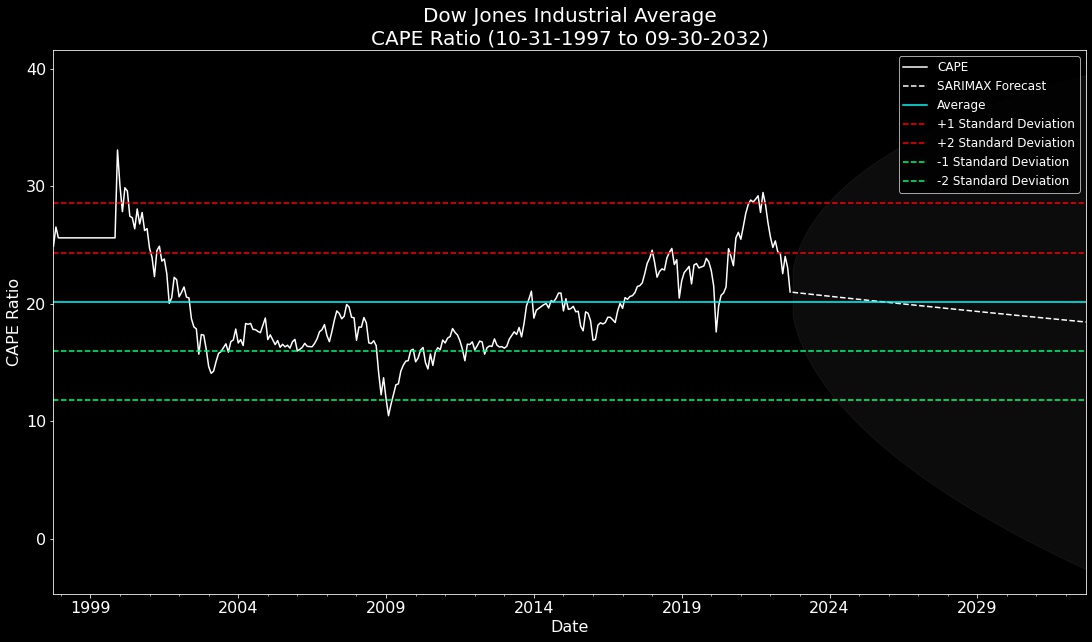 Dow Jones Industrial Average
CAPE Ratio (10-31-1997 to 09-30-2032)
CAPE
SARIMAX Forecast
Average
+1 Standard Deviation
+2 Standard Deviation
-1 Standard Deviation
-2 Standard Deviation
CAPE Ratio
40
30
20
10
0
1999 2004 2009 2014 2019 2024 2029
Date